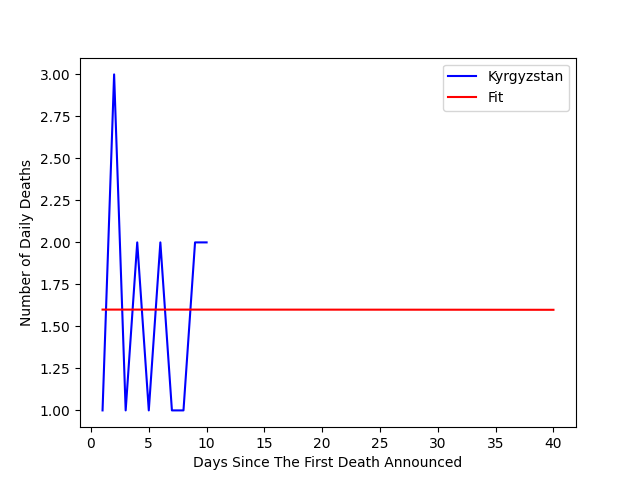 Kyrgyzstan
Fit
3.00
2.75
2.50
2.25
2.00
1.75
1.50
1.25
1.00
Number of Daily Deaths
0 5 10 15 20 25 30 35 40
Days Since The First Death Announced